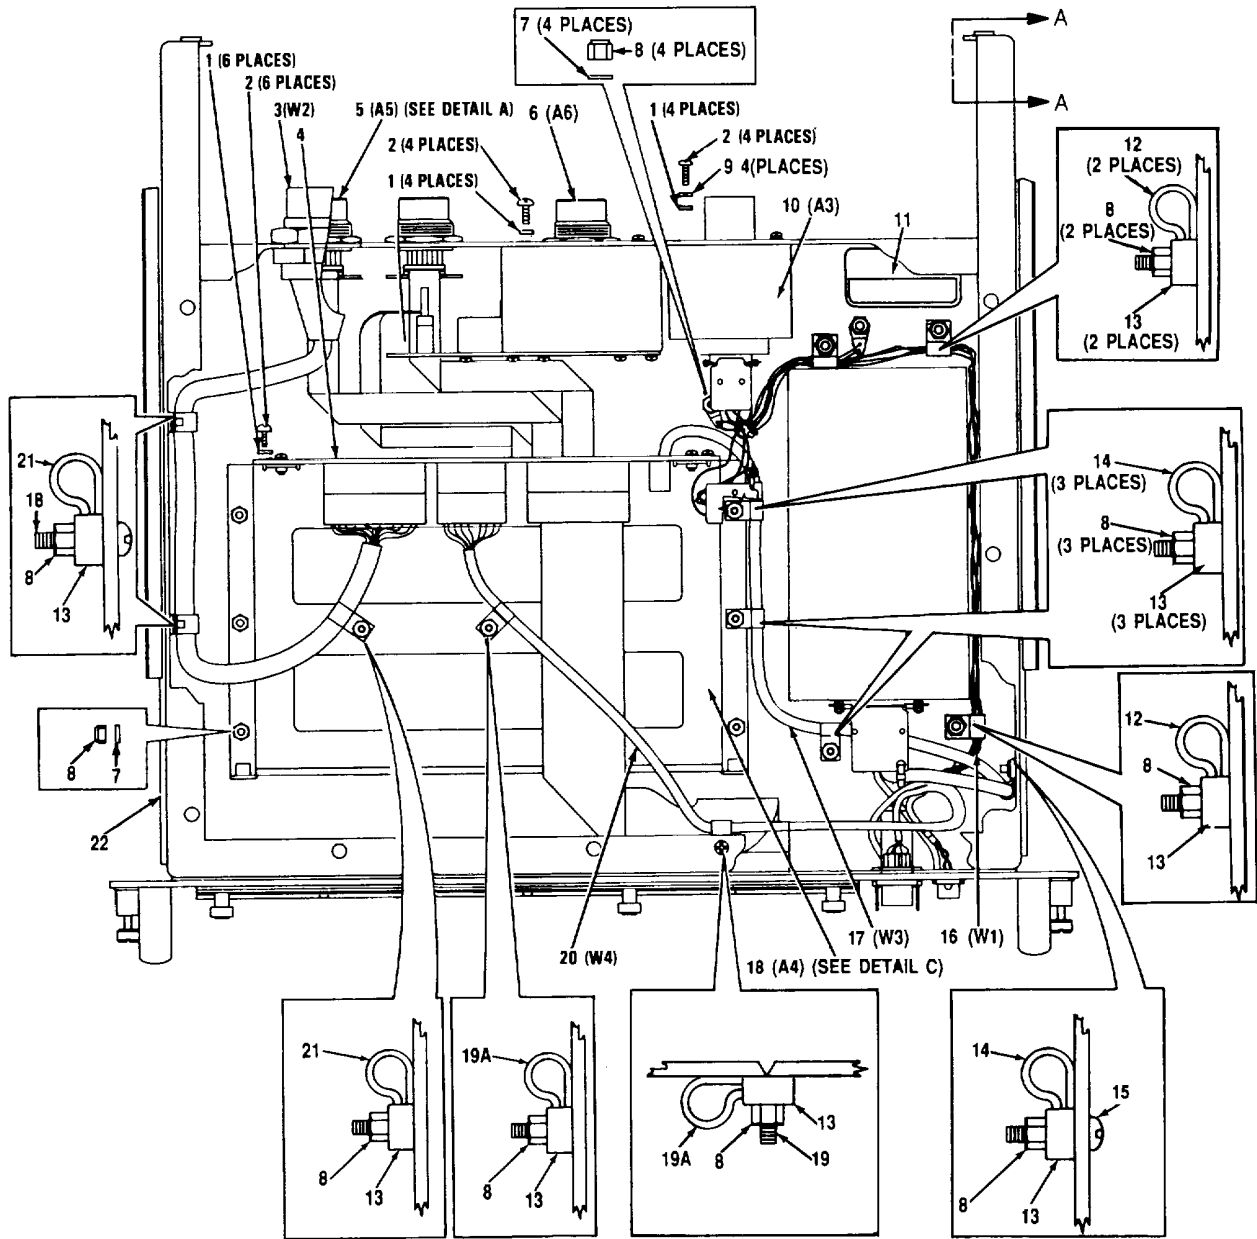 7 (4 PLACES)
8 (4 PLACES)
A
A
1 (6 PLACES)
2 (6 PLACES)
3(W2)
4
5 (A5) (SEE DETAIL A)
6 (A6)
2 (4 PLACES)
1 (4 PLACES)
1 (4 PLACES)
2 (4 PLACES)
9 4(PLACES)
10 (A3)
11
12
(2 PLACES)
8
(2 PLACES)
13
(2 PLACES)
21
18
8
13
14
(3 PLACES)
8
(3 PLACES)
13
(3 PLACES)
8
7
22
12
8
13
20 (W4)
17 (W3)
16 (W1)
18 (A4) (SEE DETAIL C)
21
8
13
19A
8
13
19A
8
13
19
14
15
8
13